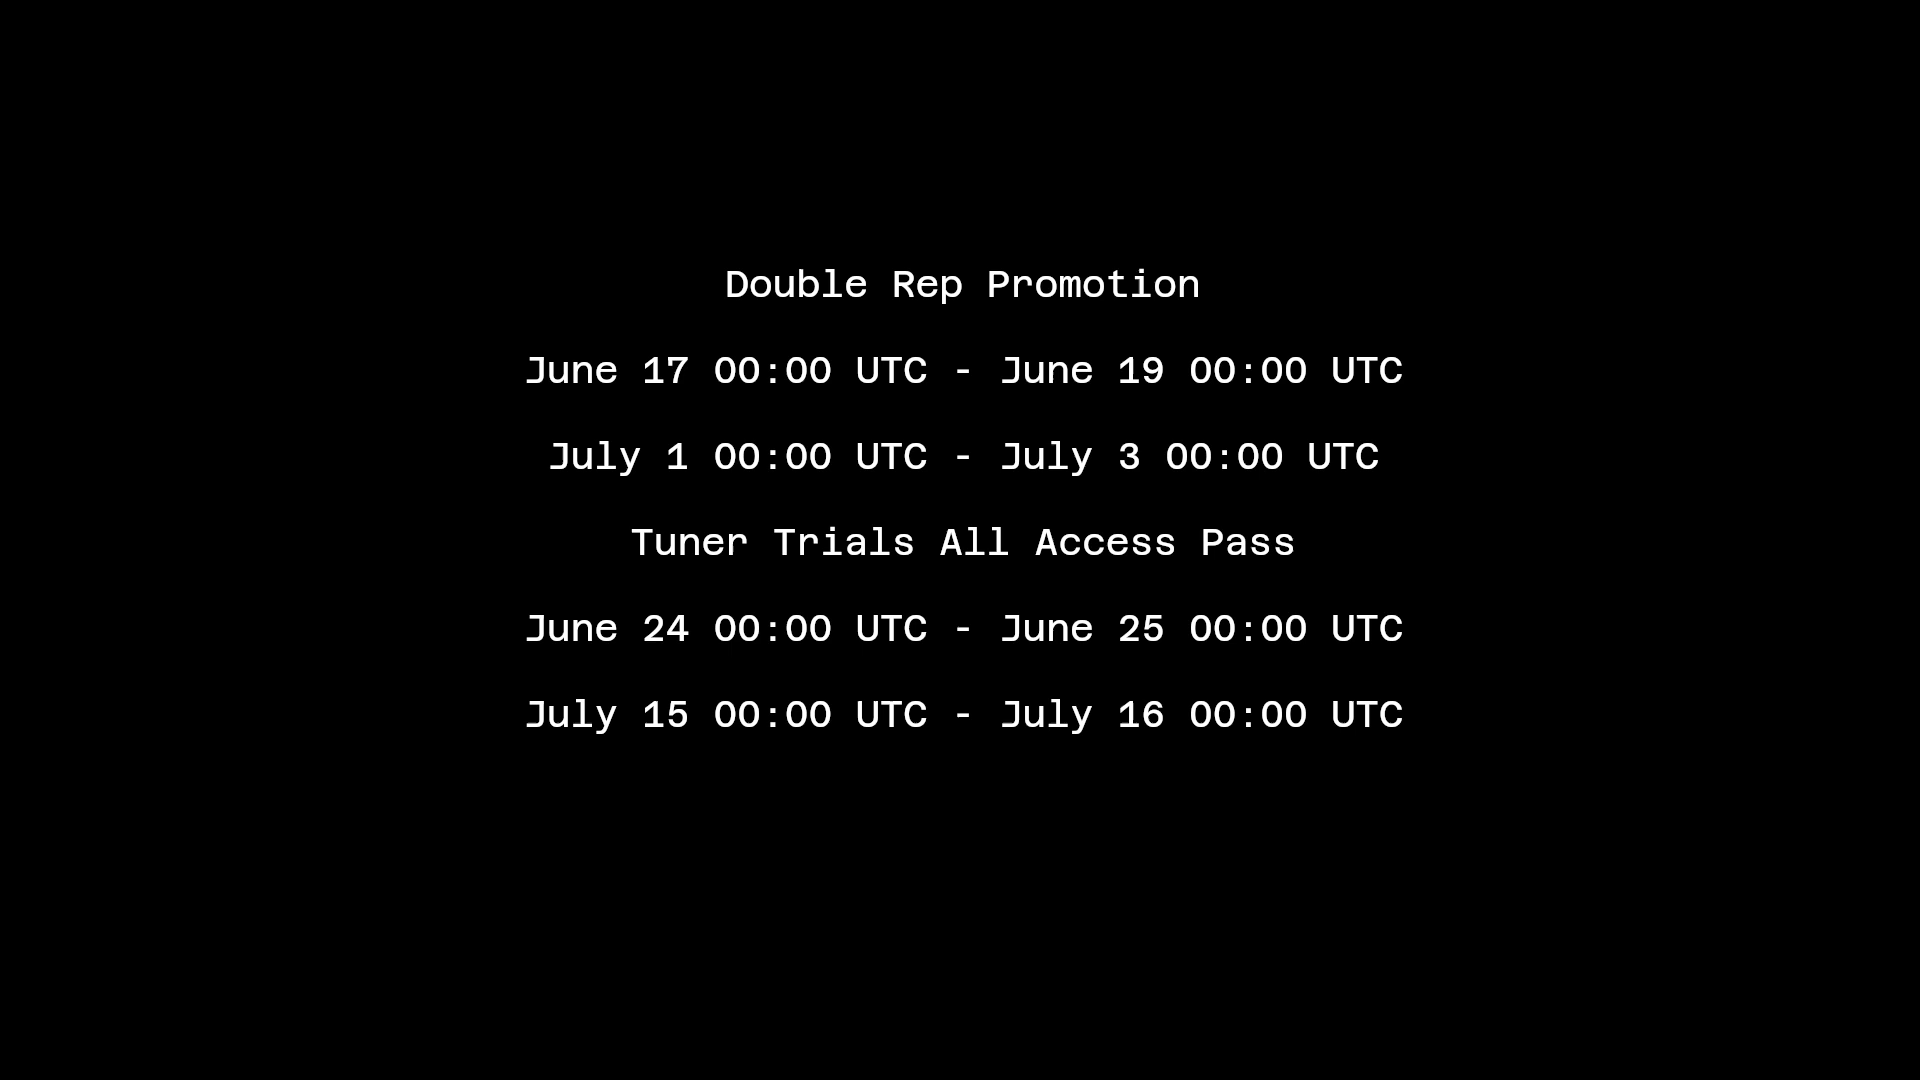 Double Rep Promotion
June 17 00:00 UTC - June 19 00:00 UTC
July 1 00:00 UTC - July 3 00:00 UTC
Tuner Trials All Access Pass
June 24 00:00 UTC - June 25 00:00 UTC
July 15 00:00 UTC - July 16 00:00 UTC